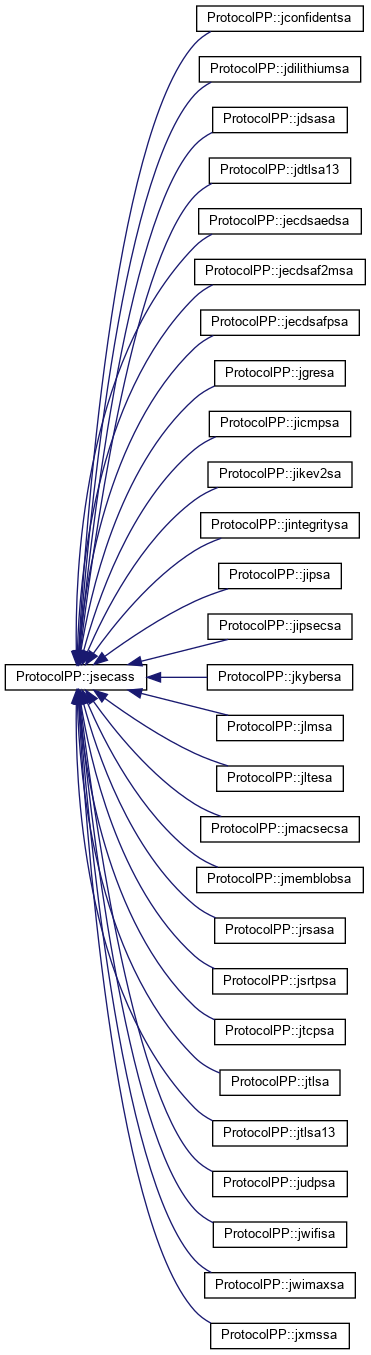 ProtocolPP::jconfidentsa
ProtocolPP::jdilithiumsa
ProtocolPP::jdsasa
ProtocolPP::jdtlsa13
ProtocolPP::jecdsaedsa
ProtocolPP::jecdsaf2msa
ProtocolPP::jecdsafpsa
ProtocolPP::jgresa
ProtocolPP::jicmpsa
ProtocolPP::jikev2sa
ProtocolPP::jintegritysa
ProtocolPP::jipsa
ProtocolPP::jipsecsa
ProtocolPP::jsecass
ProtocolPP::jkybersa
ProtocolPP::jlmsa
ProtocolPP::jltesa
ProtocolPP::jmacsecsa
ProtocolPP::jmemblobsa
ProtocolPP::jrsasa
ProtocolPP::jsrtpsa
ProtocolPP::jtcpsa
ProtocolPP::jtlsa
ProtocolPP::jtlsa13
ProtocolPP::judpsa
ProtocolPP::jwifisa
ProtocolPP::jwimaxsa
ProtocolPP::jxmssa